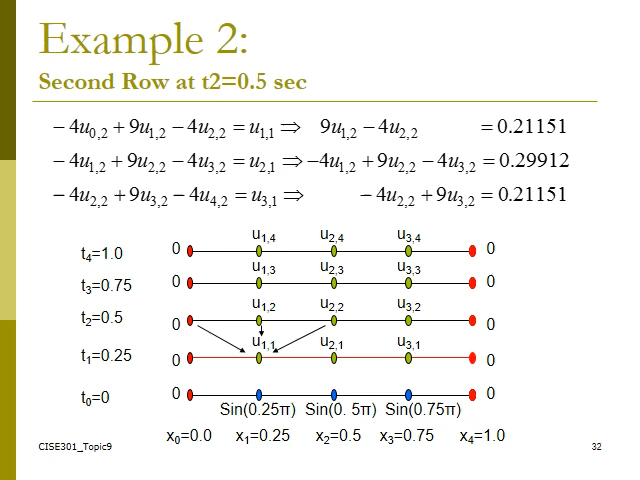 Example 2:
Second Row at t2=0.5 sec
− 4u₀,₂ + 9u₁,₂ − 4u₂,₂ = u₁,₁ ⇒ 9u₁,₂ − 4u₂,₂ = 0.21151
− 4u₁,₂ + 9u₂,₂ − 4u₃,₂ = u₂,₁ ⇒ −4u₁,₂ + 9u₂,₂ − 4u₃,₂ = 0.29912
− 4u₂,₂ + 9u₃,₂ − 4u₄,₂ = u₃,₁ ⇒ − 4u₂,₂ + 9u₃,₂ = 0.21151
u₁,₄ u₂,₄ u₃,₄
t₄=1.0 0 0
u₁,₃ u₂,₃ u₃,₃
t₃=0.75 0 0
u₁,₂ u₂,₂ u₃,₂
t₂=0.5 0 0
u₁,₁ u₂,₁ u₃,₁
t₁=0.25 0 0
t₀=0 0 0
Sin(0.25π) Sin(0. 5π) Sin(0.75π)
x₀=0.0 x₁=0.25 x₂=0.5 x₃=0.75 x₄=1.0
CISE301_Topic9 32